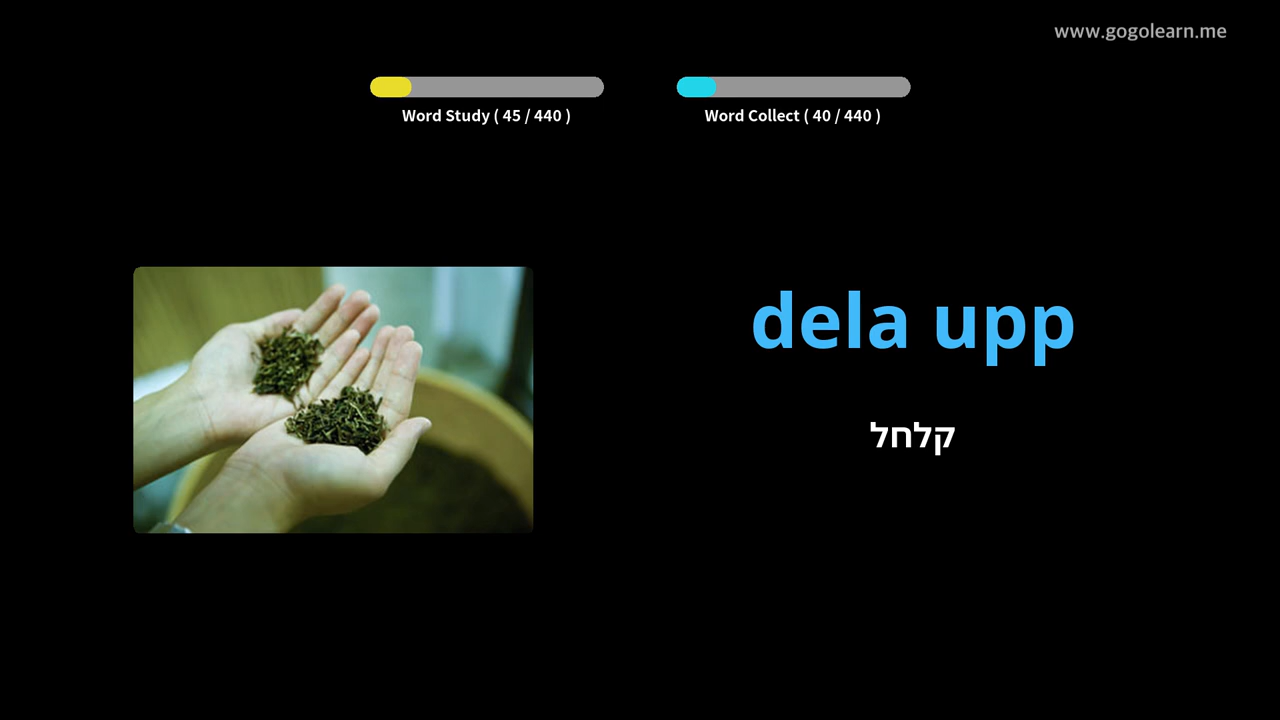 www.gogolearn.me
Word Study ( 45 / 440 )
Word Collect ( 40 / 440 )
dela upp
קלחל